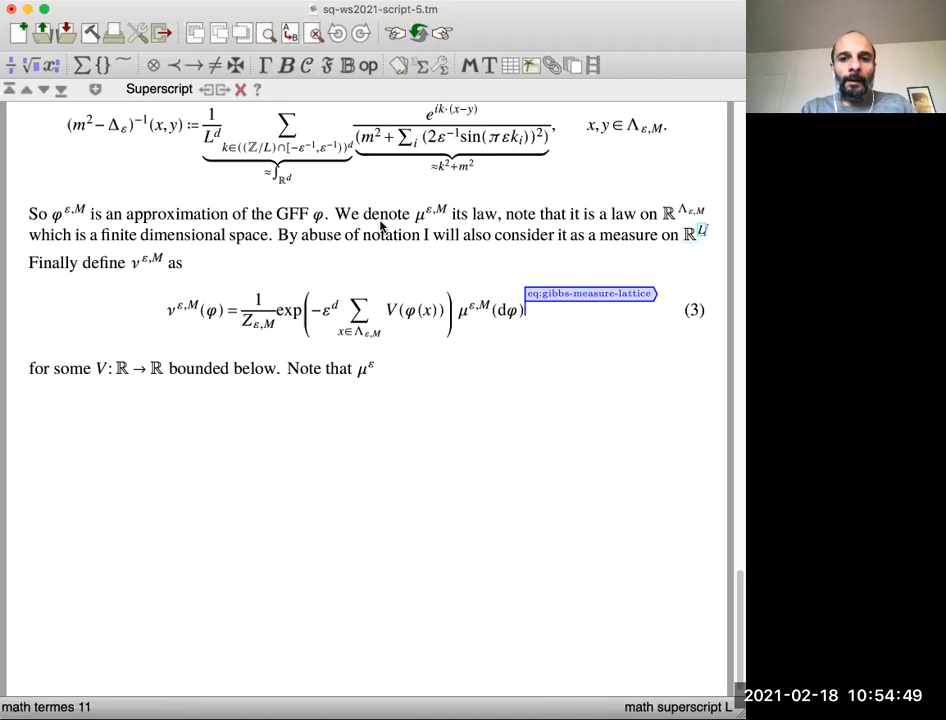 sq-ws2021-script-5.tm
Superscript
(m² − Δ_ε)⁻¹(x, y) ≔ 1/L^d ∑_{k∈((ℤ/L)∩[−ε⁻¹,ε⁻¹))^d} e^{ik·(x−y)}/(m² + ∑_i (2ε⁻¹sin(πεk_i))²), x, y ∈ Λ_{ε,M}.
≈∫_{ℝ^d} ≈k²+m²
So φ^{ε,M} is an approximation of the GFF φ. We denote μ^{ε,M} its law, note that it is a law on ℝ^{Λ_{ε,M}}
which is a finite dimensional space. By abuse of notation I will also consider it as a measure on ℝ^L
Finally define ν^{ε,M} as
eq:gibbs-measure-lattice
ν^{ε,M}(φ) = 1/Z_{ε,M} exp(−ε^d ∑_{x∈Λ_{ε,M}} V(φ(x))) μ^{ε,M}(dφ) (3)
for some V: ℝ → ℝ bounded below. Note that μ^ε
math termes 11 math superscript L
2021-02-18 10:54:49